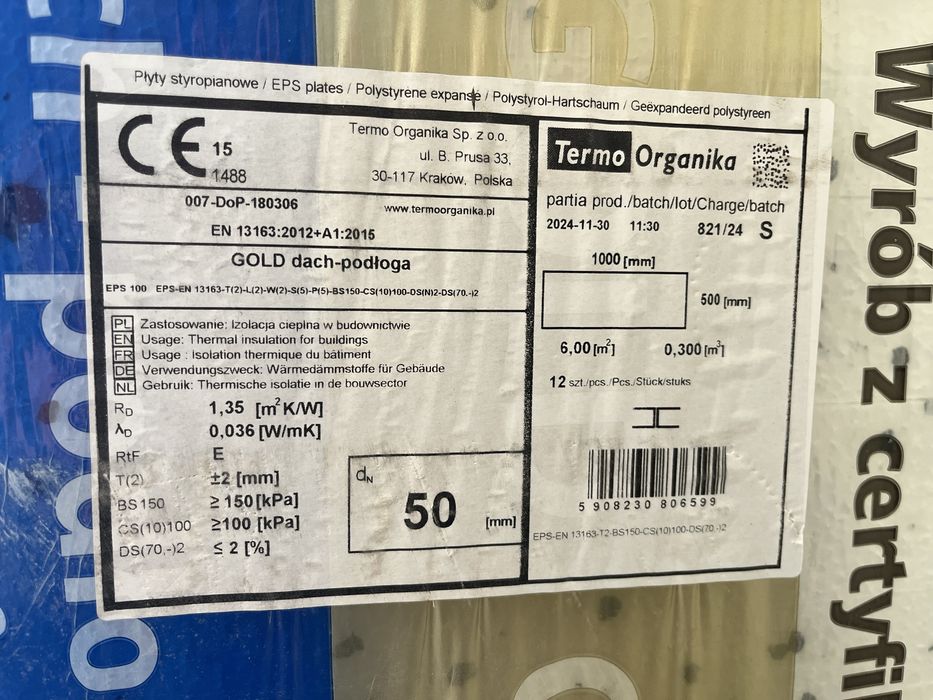 Płyty styropianowe / EPS plates / Polystyrene expansé / Polystyrol-Hartschaum / Geëxpandeerd polystyreen
CE 15
1488
Termo Organika Sp. z o.o.
ul. B. Prusa 33,
30-117 Kraków, Polska
007-DoP-180306
www.termoorganika.pl
EN 13163:2012+A1:2015
GOLD dach-podłoga
EPS 100 EPS-EN 13163-T(2)-L(2)-W(2)-S(5)-P(5)-BS150-CS(10)100-DS(N)2-DS(70,-)2
PL Zastosowanie: Izolacja cieplna w budownictwie
EN Usage: Thermal insulation for buildings
FR Usage : Isolation thermique du bâtiment
DE Verwendungszweck: Wärmedämmstoffe für Gebäude
NL Gebruik: Thermische isolatie in de bouwsector
RD 1,35 [m²K/W]
λD 0,036 [W/mK]
RtF E
T(2) ±2 [mm]
BS150 ≥ 150 [kPa]
CS(10)100 ≥100 [kPa]
DS(70,-)2 ≤ 2 [%]
dN
50 [mm]
Termo Organika
partia prod./batch/lot/Charge/batch
2024-11-30 11:30 821/24 S
1000 [mm]
500 [mm]
6,00 [m²] 0,300 [m³]
12 szt./pcs./Pcs./Stück/stuks
5 908230 806599
EPS-EN 13163-T2-BS150-CS(10)100-DS(70,-)2
Wyrób z certyfi